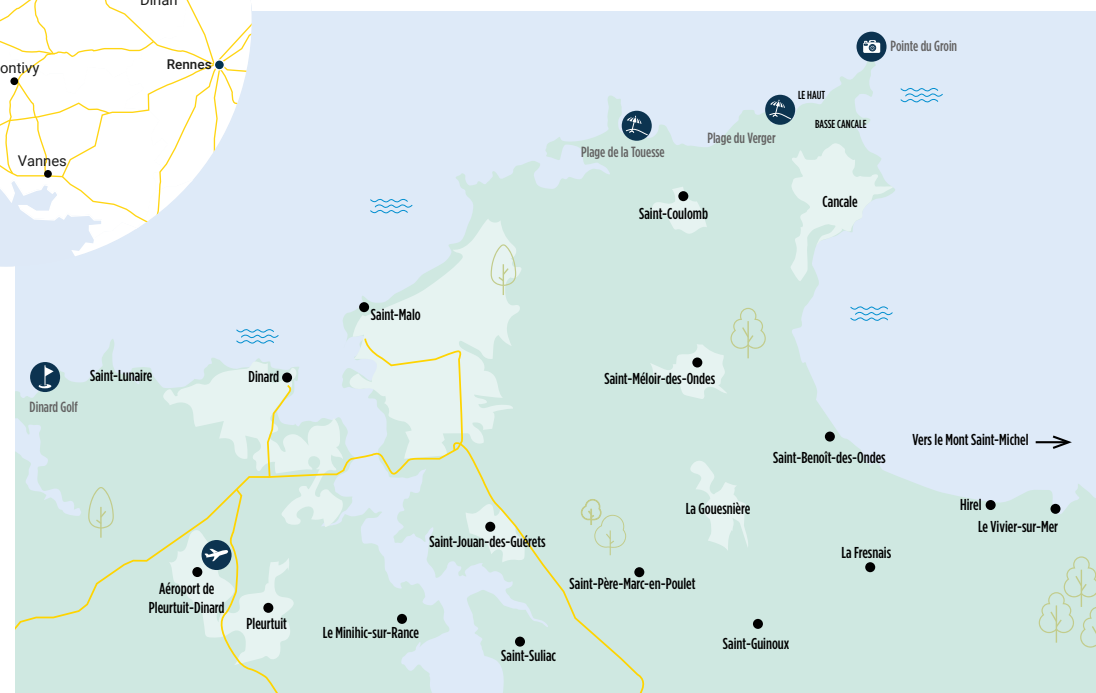 Dinan
ontivy
Rennes
Vannes
Pointe du Groin
LE HAUT
BASSE CANCALE
Plage du Verger
Plage de la Touesse
Saint-Coulomb
Cancale
Saint-Malo
Saint-Lunaire
Dinard
Dinard Golf
Saint-Méloir-des-Ondes
Vers le Mont Saint-Michel
Saint-Benoît-des-Ondes
La Gouesnière
Hirel
Le Vivier-sur-Mer
Saint-Jouan-des-Guérets
La Fresnais
Saint-Père-Marc-en-Poulet
Aéroport de
Pleurtuit-Dinard
Pleurtuit
Le Minihic-sur-Rance
Saint-Suliac
Saint-Guinoux